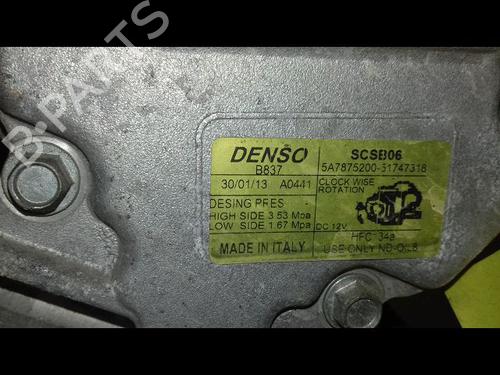 B-PARTS
DENSO
B837
30/01/13 A0441
DESING PRES
HIGH SIDE 3.53 Mpa
LOW SIDE 1.67 Mpa
MADE IN ITALY
SCSB06
5A7875200-51747318
CLOCK WISE
ROTATION
DC 12V
HFC 34a
USE ONLY ND-OIL8